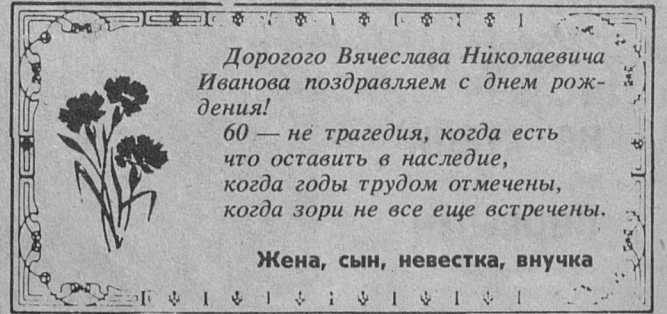 Дорогого Вячеслава Николаевича
Иванова поздравляем с днем рож-
дения!
60 — не трагедия, когда есть
что оставить в наследие,
когда годы трудом отмечены,
когда зори не все еще встречены.
Жена, сын, невестка, внучка